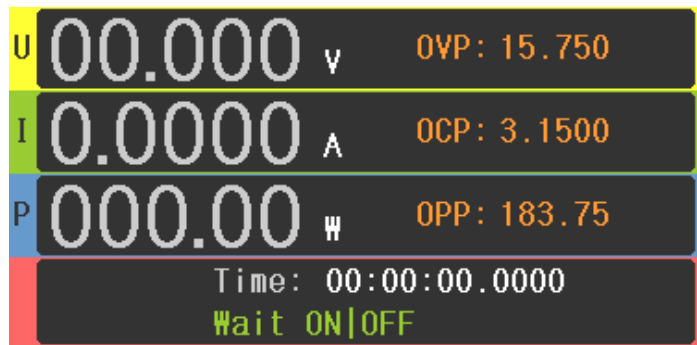 U 00.000 V OVP: 15.750
I 0.0000 A OCP: 3.1500
P 000.00 W OPP: 183.75
Time: 00:00:00.0000
Wait ON|OFF